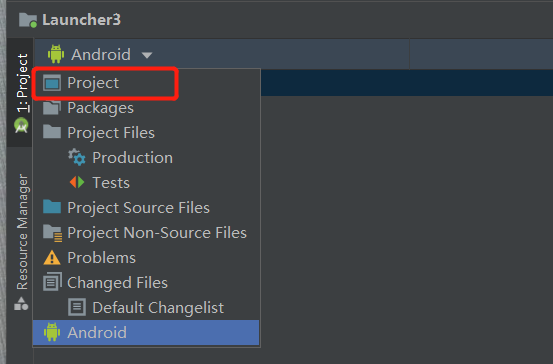 Launcher3
Android
1: Project
Resource Manager
Project
Packages
Project Files
Production
Tests
Project Source Files
Project Non-Source Files
Problems
Changed Files
Default Changelist
Android